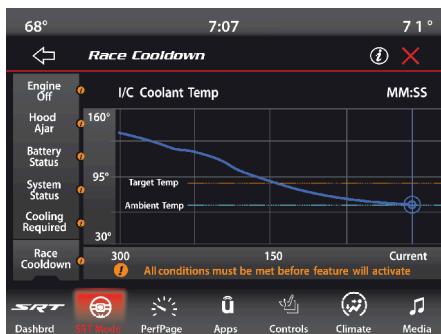 68°
7:07
71°
Race Cooldown
Engine
Off
Hood
Ajar
Battery
Status
System
Status
Cooling
Required
Race
Cooldown
I/C Coolant Temp
MM:SS
160°
95°
30°
Target Temp
Ambient Temp
300
150
Current
All conditions must be met before feature will activate
SRT
Dashbrd
SRT Mode
PerfPage
Apps
Controls
Climate
Media